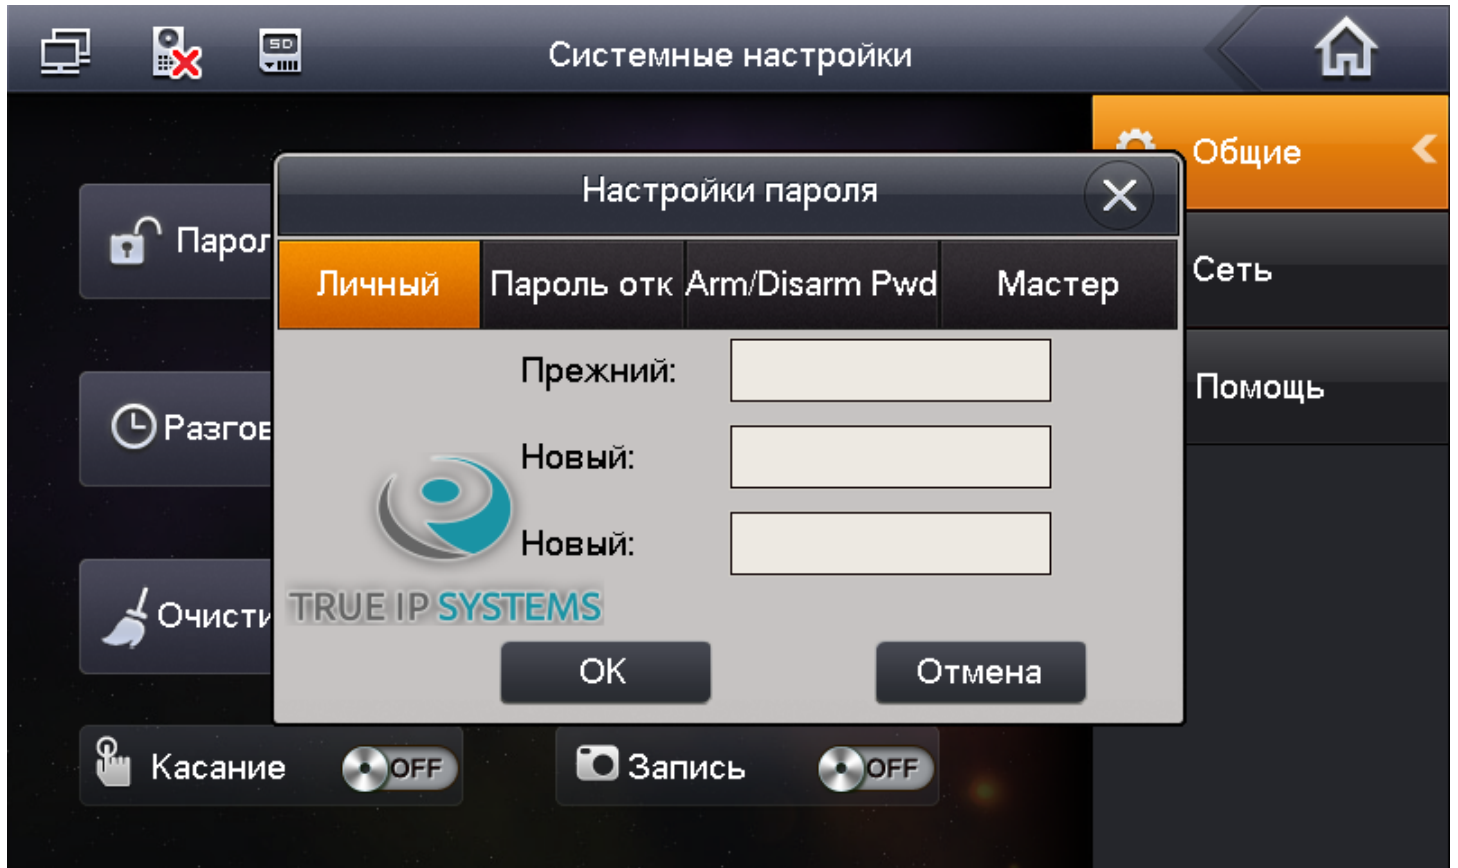 SD
Системные настройки
Общие
Настройки пароля
Парол
Личный
Пароль отк
Arm/Disarm Pwd
Мастер
Сеть
Прежний:
Помощь
Разгов
Новый:
Новый:
TRUE IP SYSTEMS
Очисти
OK
Отмена
Касание
OFF
Запись
OFF